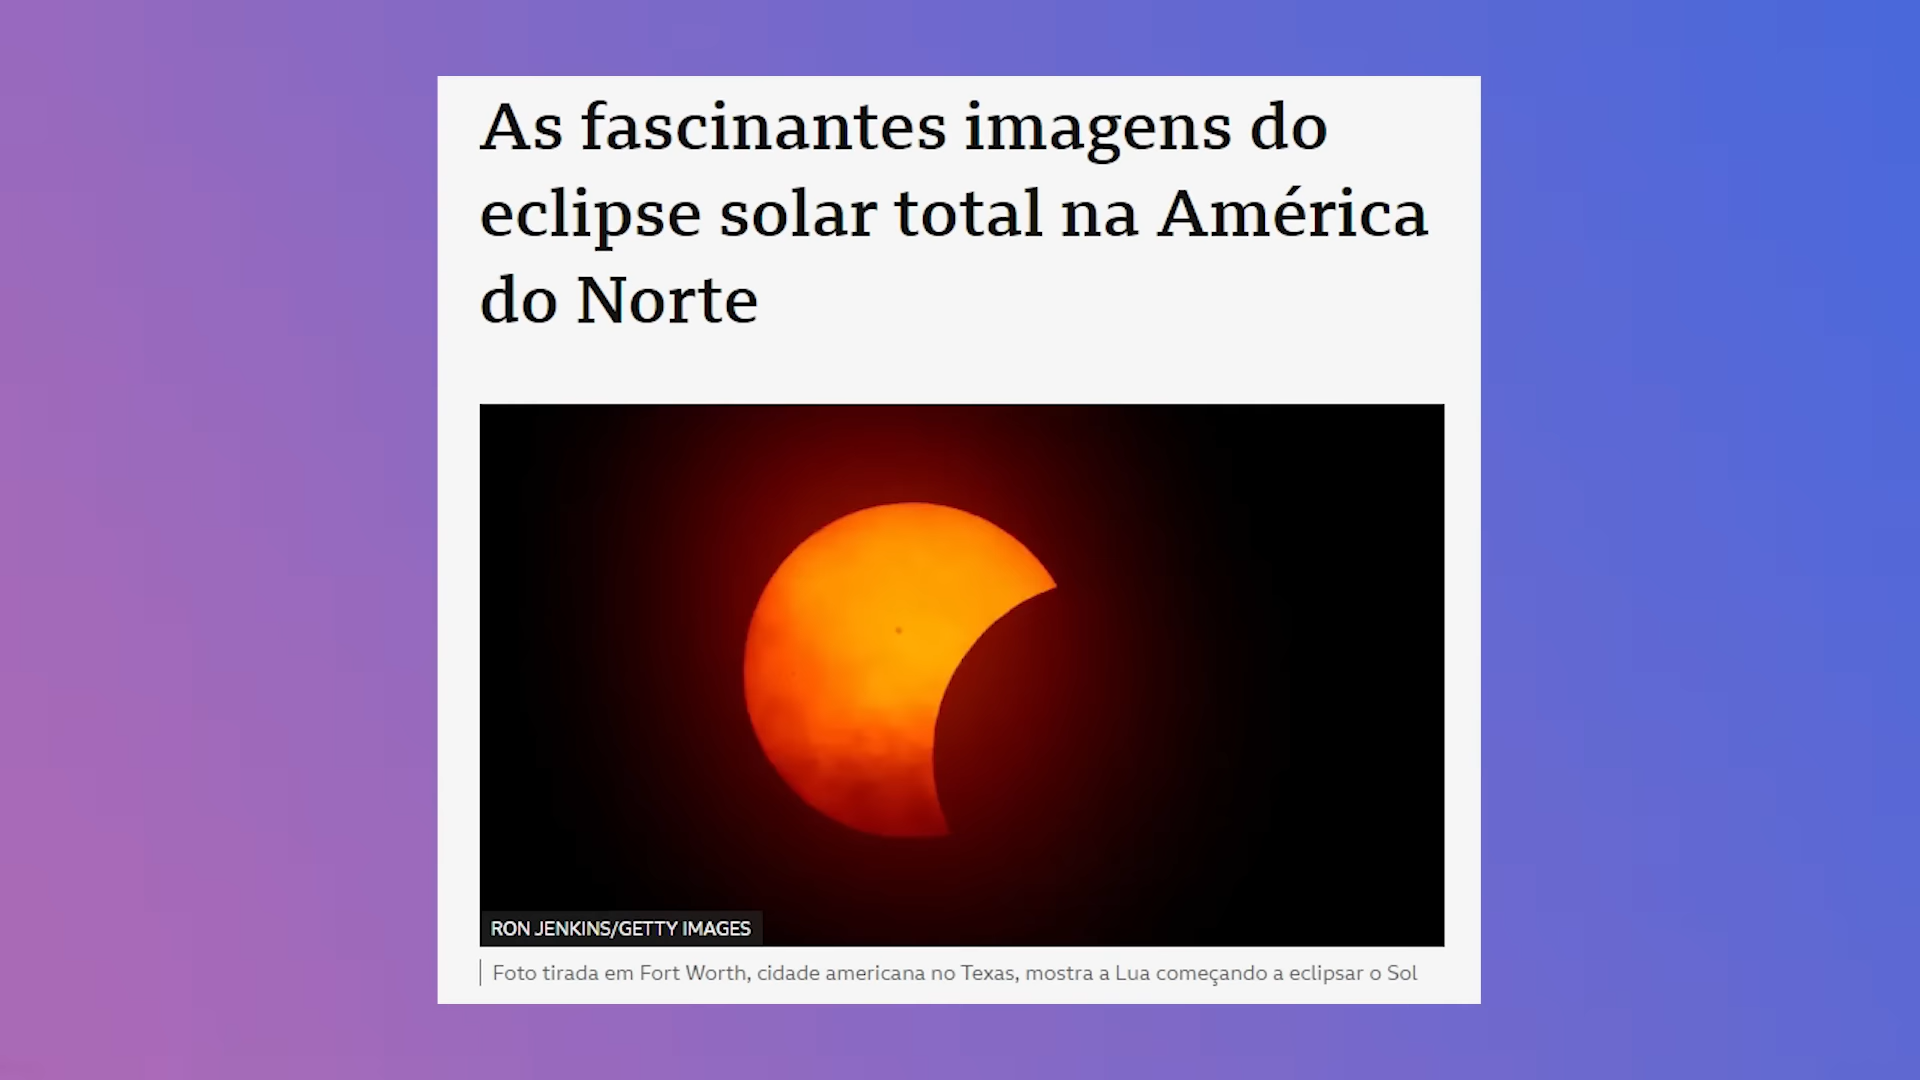 As fascinantes imagens do
eclipse solar total na América
do Norte
RON JENKINS/GETTY IMAGES
Foto tirada em Fort Worth, cidade americana no Texas, mostra a Lua começando a eclipsar o Sol